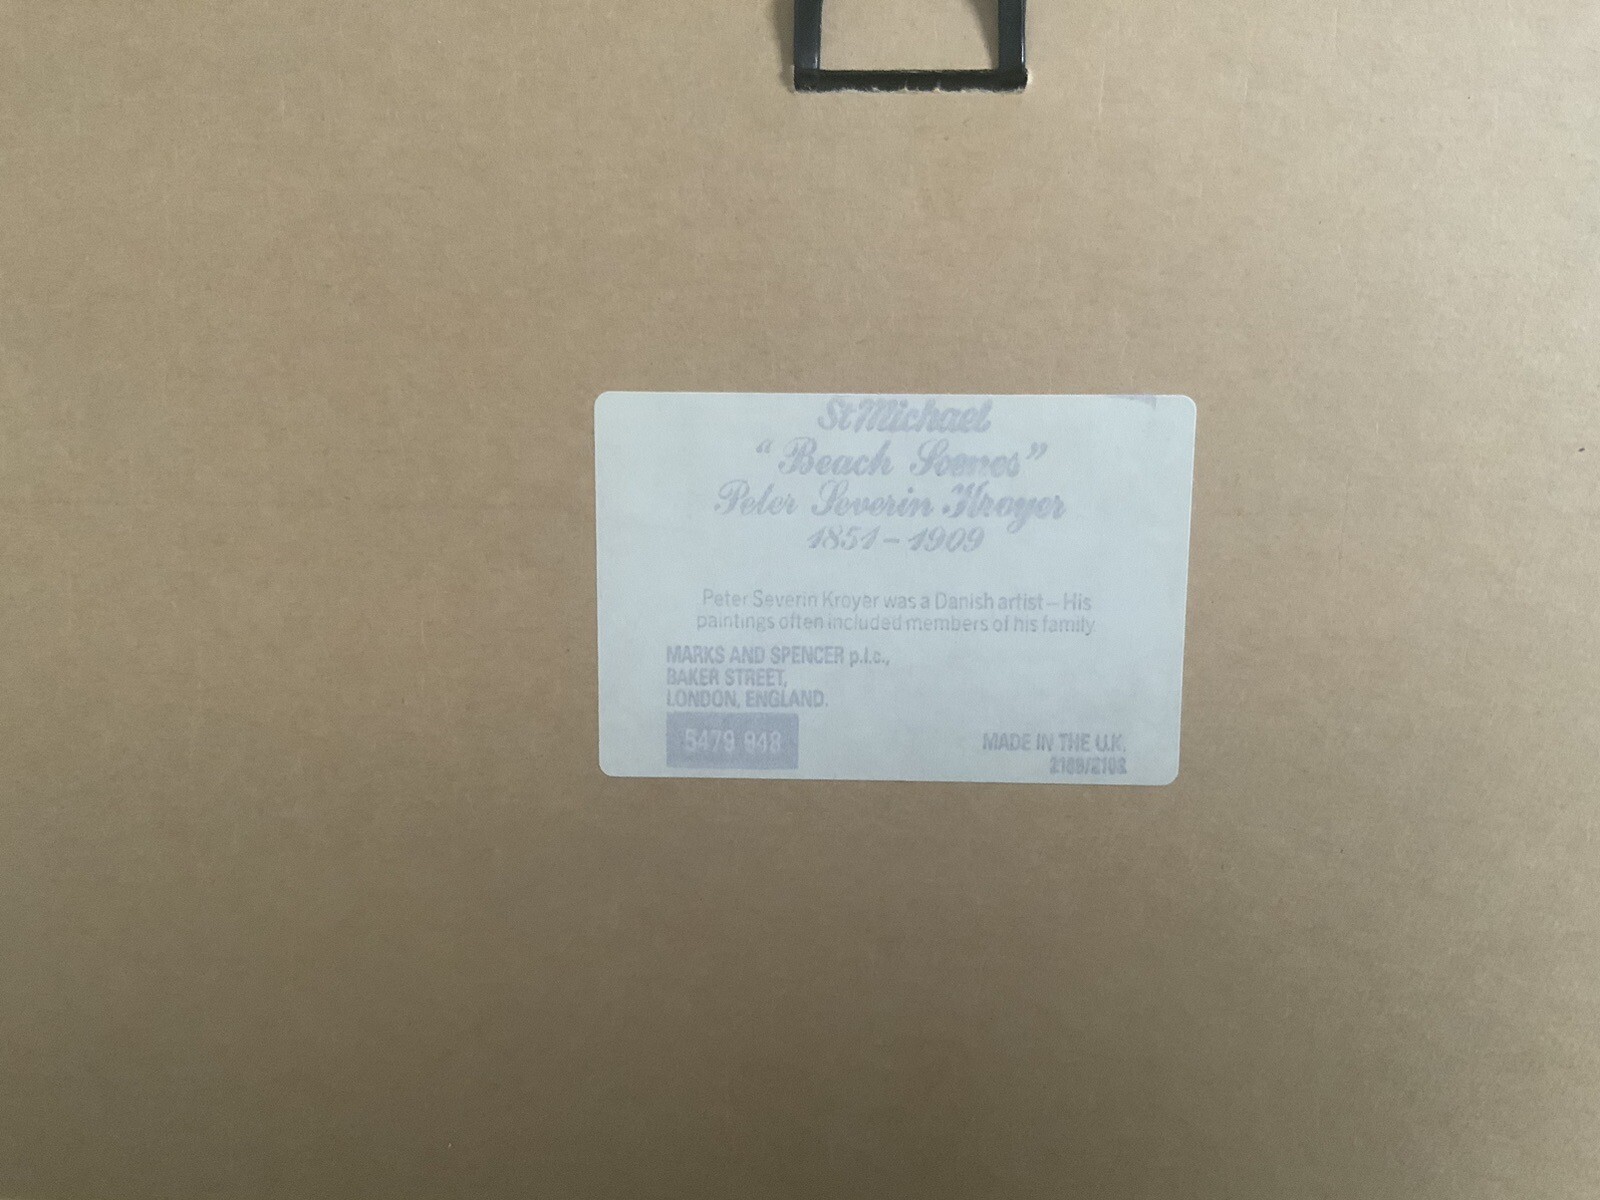 St Michael
“Beach Scenes”
Peter Severin Kroyer
1851 – 1909
Peter Severin Kroyer was a Danish artist – His
paintings often included members of his family
MARKS AND SPENCER p.l.c.,
BAKER STREET,
LONDON, ENGLAND.
5479 948
MADE IN THE U.K.